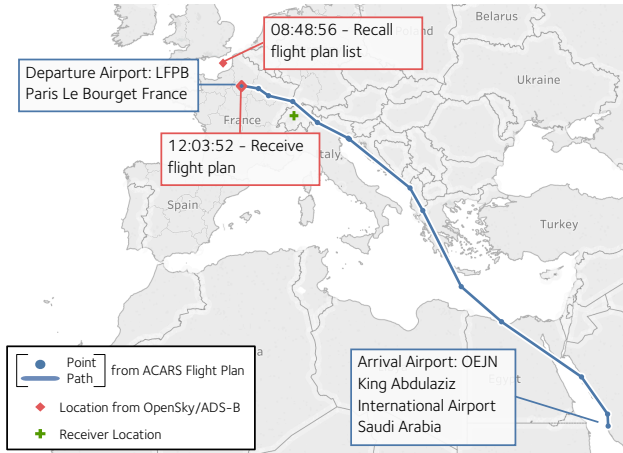 Belarus
08:48:56 – Recall
flight plan list
Poland
Departure Airport: LFPB
Paris Le Bourget France
Ukraine
France
12:03:52 – Receive
flight plan
Italy
Spain
Turkey
Point
Path
from ACARS Flight Plan
Location from OpenSky/ADS-B
Receiver Location
Egypt
Arrival Airport: OEJN
King Abdulaziz
International Airport
Saudi Arabia